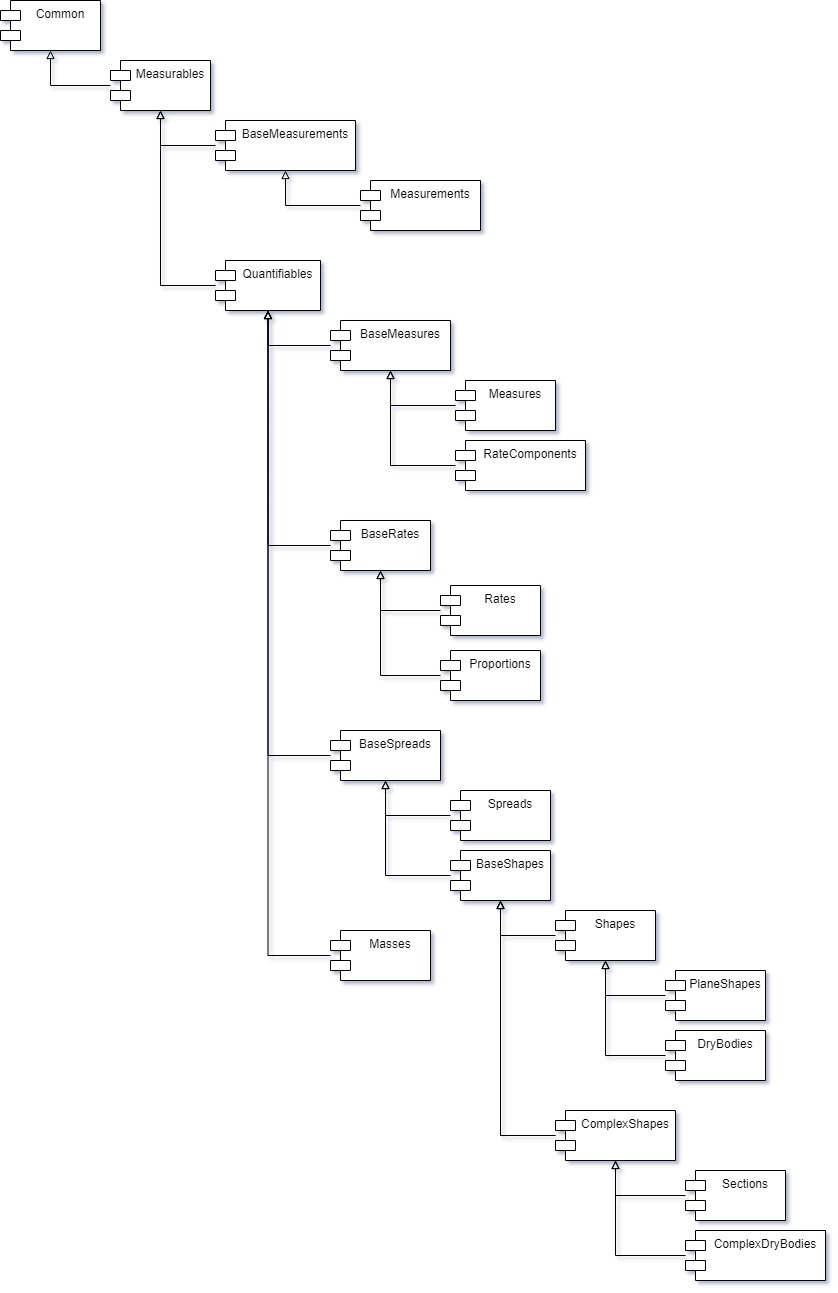 Common
Measurables
BaseMeasurements
Measurements
Quantifiables
BaseMeasures
Measures
RateComponents
BaseRates
Rates
Proportions
BaseSpreads
Spreads
BaseShapes
Shapes
Masses
PlaneShapes
DryBodies
ComplexShapes
Sections
ComplexDryBodies